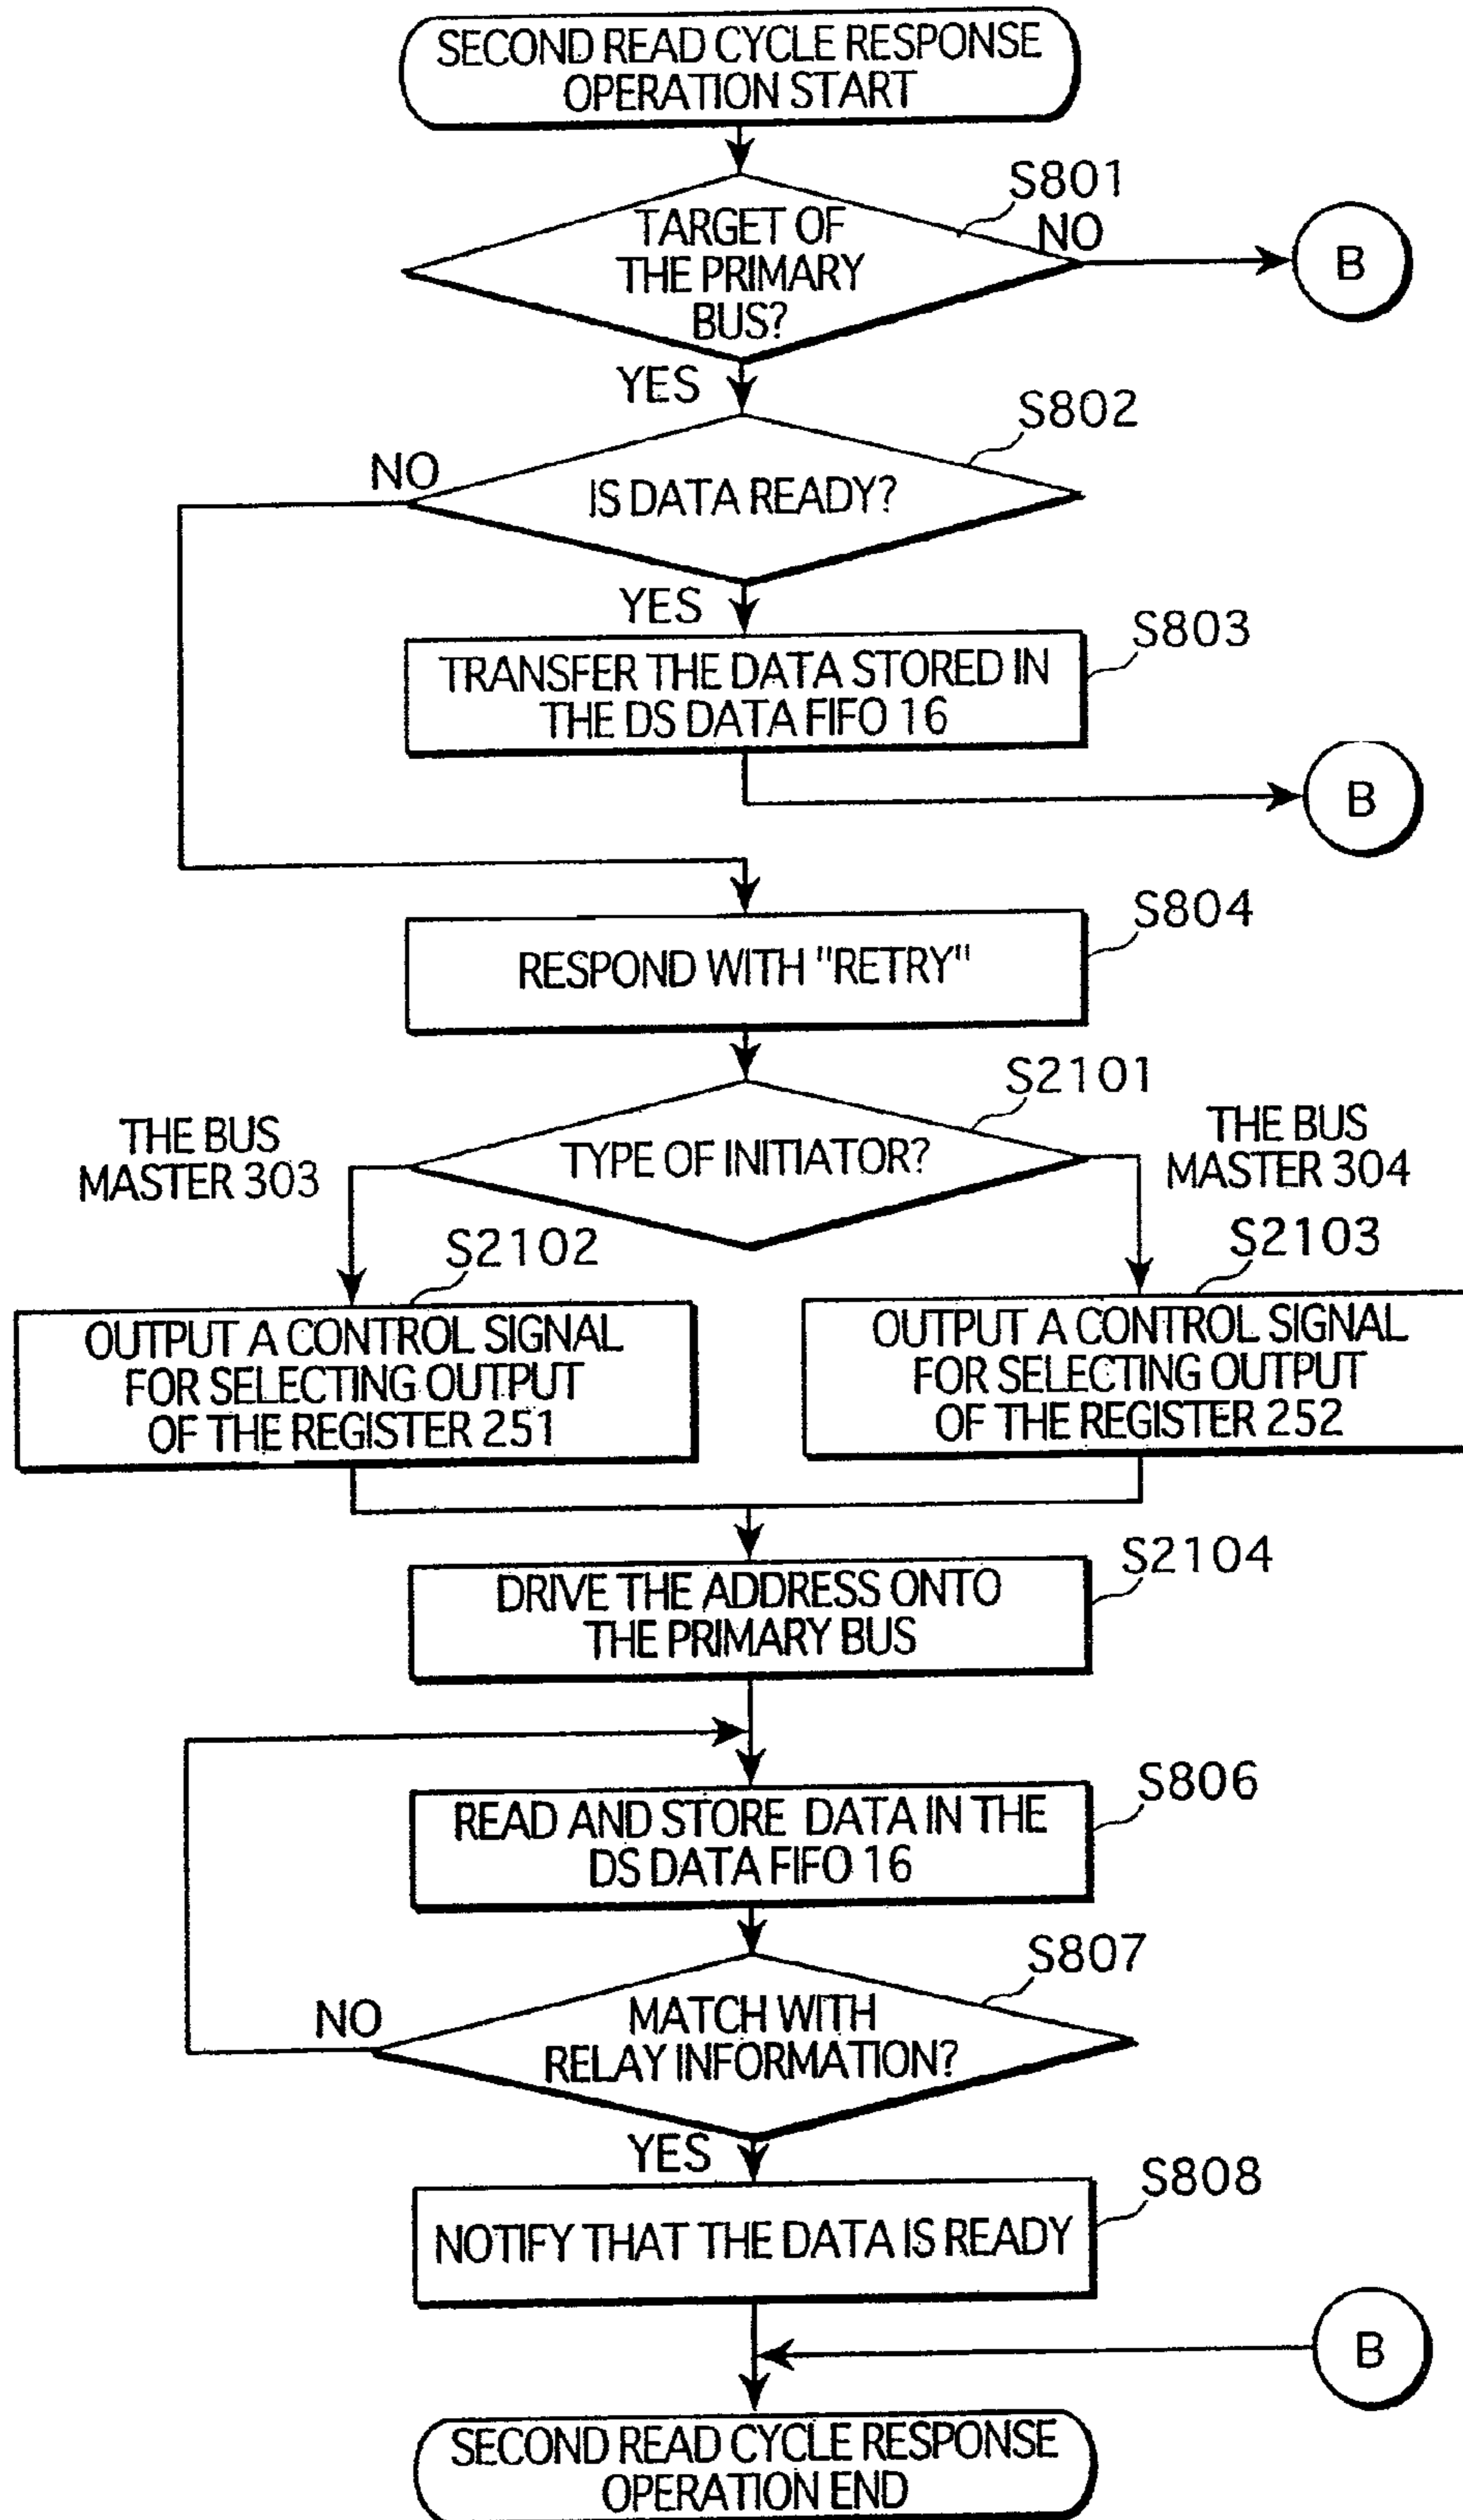 SECOND READ CYCLE RESPONSE
OPERATION START
S801
TARGET OF
THE PRIMARY
BUS?
NO
B
YES
S802
NO
IS DATA READY?
YES
S803
TRANSFER THE DATA STORED IN
THE DS DATA FIFO 16
B
S804
RESPOND WITH "RETRY"
S2101
THE BUS
MASTER 303
TYPE OF INITIATOR?
THE BUS
MASTER 304
S2102
S2103
OUTPUT A CONTROL SIGNAL
FOR SELECTING OUTPUT
OF THE REGISTER 251
OUTPUT A CONTROL SIGNAL
FOR SELECTING OUTPUT
OF THE REGISTER 252
S2104
DRIVE THE ADDRESS ONTO
THE PRIMARY BUS
S806
READ AND STORE DATA IN THE
DS DATA FIFO 16
S807
NO
MATCH WITH
RELAY INFORMATION?
YES
S808
NOTIFY THAT THE DATA IS READY
B
SECOND READ CYCLE RESPONSE
OPERATION END